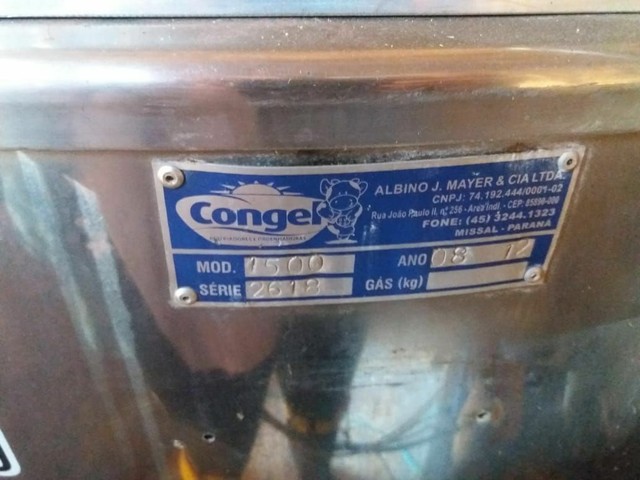 Congel
ALBINO J. MAYER & CIA LTDA.
CNPJ: 74.192.444/0001-02
Rua João Paulo II, nº 256 - Area Indl. - CEP: 85890-000
FONE: (45) 3244.1323
MISSAL - PARANÁ
MOD. 1500 ANO 08 12
SÉRIE 2618 GÁS (kg)